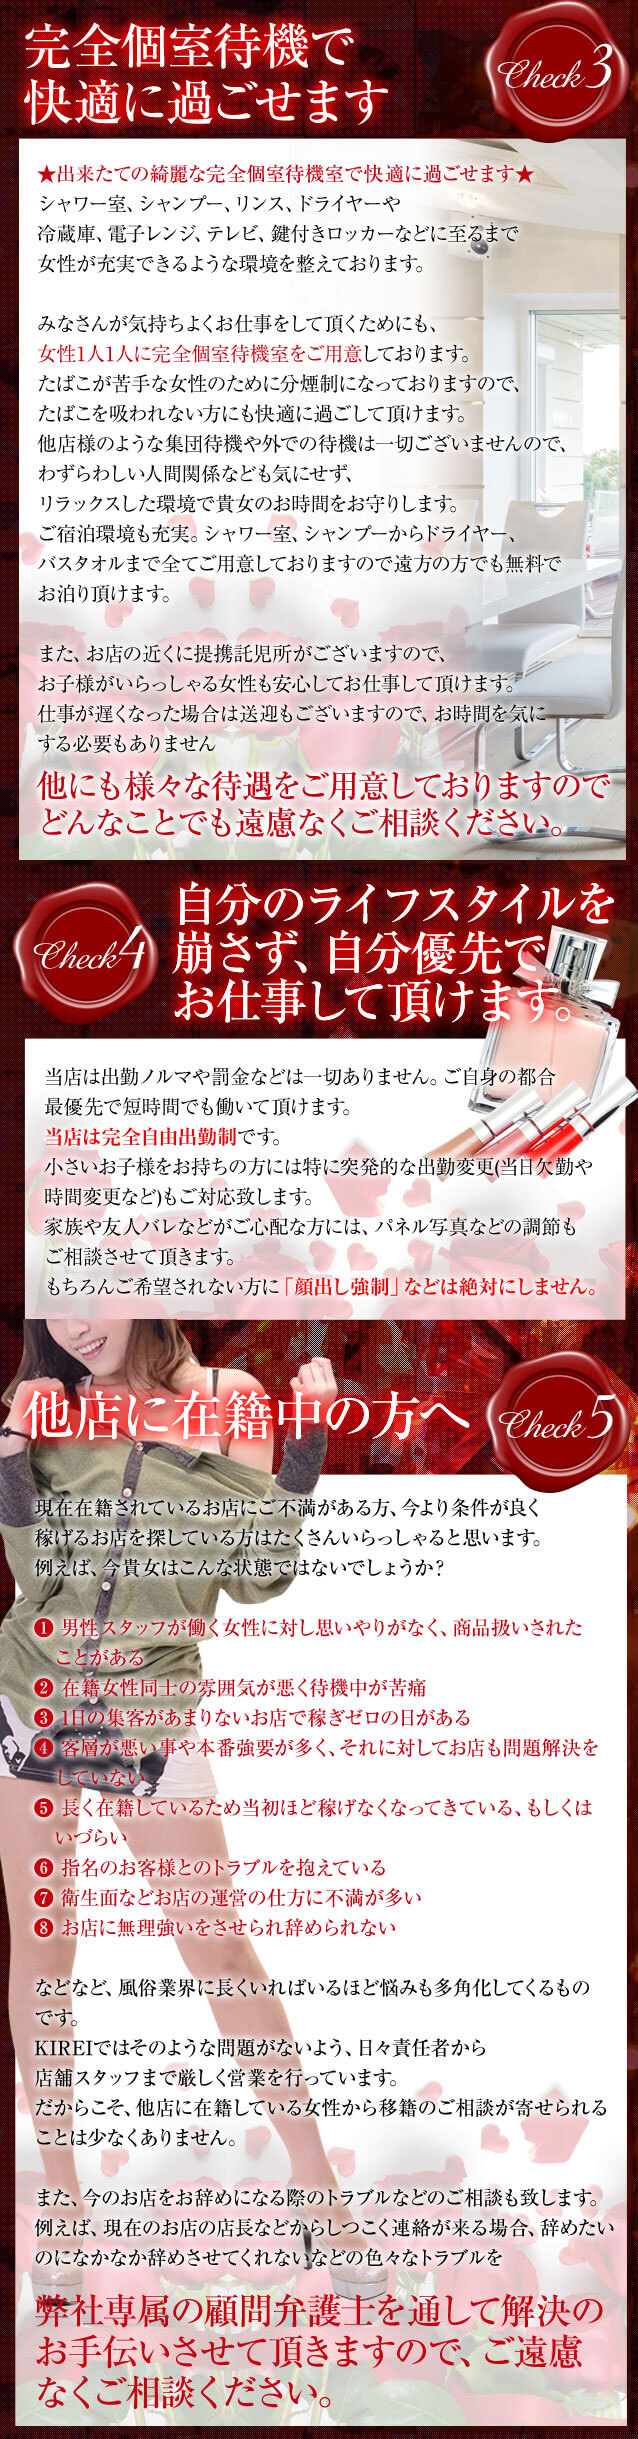 完全個室待機で
快適に過ごせます
Check 3
★出来たての綺麗な完全個室待機室で快適に過ごせます★
シャワー室、シャンプー、リンス、ドライヤーや
冷蔵庫、電子レンジ、テレビ、鍵付きロッカーなどに至るまで
女性が充実できるような環境を整えております。
みなさんが気持ちよくお仕事をして頂くためにも、
女性1人1人に完全個室待機室をご用意しております。
たばこが苦手な女性のために分煙制になっておりますので、
たばこを吸われない方にも快適に過ごして頂けます。
他店様のような集団待機や外での待機は一切ございませんので、
わずらわしい人間関係なども気にせず、
リラックスした環境で貴女のお時間をお守りします。
ご宿泊環境も充実。シャワー室、シャンプーからドライヤー、
バスタオルまで全てご用意しておりますので遠方の方でも無料で
お泊り頂けます。
また、お店の近くに提携託児所がございますので、
お子様がいらっしゃる女性も安心してお仕事して頂けます。
仕事が遅くなった場合は送迎もございますので、お時間を気に
する必要もありません
他にも様々な待遇をご用意しておりますので
どんなことでも遠慮なくご相談ください。
Check 4
自分のライフスタイルを
崩さず、自分優先で
お仕事して頂けます。
当店は出勤ノルマや罰金などは一切ありません。ご自身の都合
最優先で短時間でも働いて頂けます。
当店は完全自由出勤制です。
小さいお子様をお持ちの方には特に突発的な出勤変更(当日欠勤や
時間変更など)もご対応致します。
家族や友人バレなどがご心配な方には、パネル写真などの調節も
ご相談させて頂きます。
もちろんご希望されない方に「顔出し強制」などは絶対にしません。
他店に在籍中の方へ
Check 5
現在在籍されているお店にご不満がある方、今より条件が良く
稼げるお店を探している方はたくさんいらっしゃると思います。
例えば、今貴女はこんな状態ではないでしょうか？
❶ 男性スタッフが働く女性に対し思いやりがなく、商品扱いされた
ことがある
❷ 在籍女性同士の雰囲気が悪く待機中が苦痛
❸ 1日の集客があまりないお店で稼ぎゼロの日がある
❹ 客層が悪い事や本番強要が多く、それに対してお店も問題解決を
していない
❺ 長く在籍しているため当初ほど稼げなくなってきている、もしくは
いづらい
❻ 指名のお客様とのトラブルを抱えている
❼ 衛生面などお店の運営の仕方に不満が多い
❽ お店に無理強いをさせられ辞められない
などなど、風俗業界に長くいればいるほど悩みも多角化してくるもの
です。
KIREIではそのような問題がないよう、日々責任者から
店舗スタッフまで厳しく営業を行っています。
だからこそ、他店に在籍している女性から移籍のご相談が寄せられる
ことは少なくありません。
また、今のお店をお辞めになる際のトラブルなどのご相談も致します。
例えば、現在のお店の店長などからしつこく連絡が来る場合、辞めたい
のになかなか辞めさせてくれないなどの色々なトラブルを
弊社専属の顧問弁護士を通して解決の
お手伝いさせて頂きますので、ご遠慮
なくご相談ください。